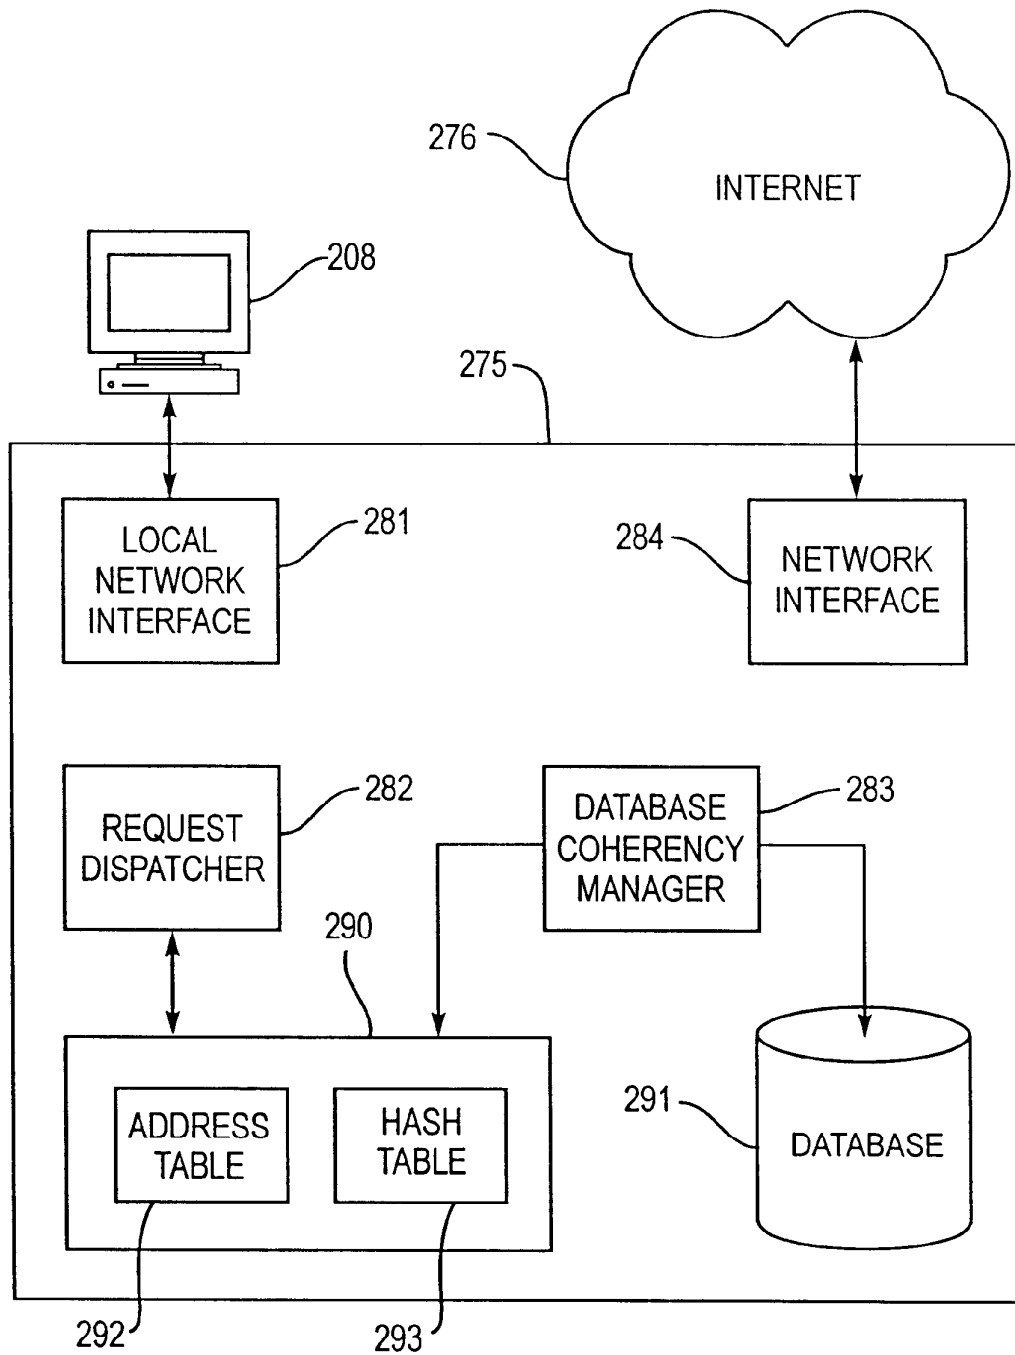 276
INTERNET
208
275
LOCAL
NETWORK
INTERFACE
281
284
NETWORK
INTERFACE
REQUEST
DISPATCHER
282
DATABASE
COHERENCY
MANAGER
283
290
ADDRESS
TABLE
HASH
TABLE
291
DATABASE
292
293